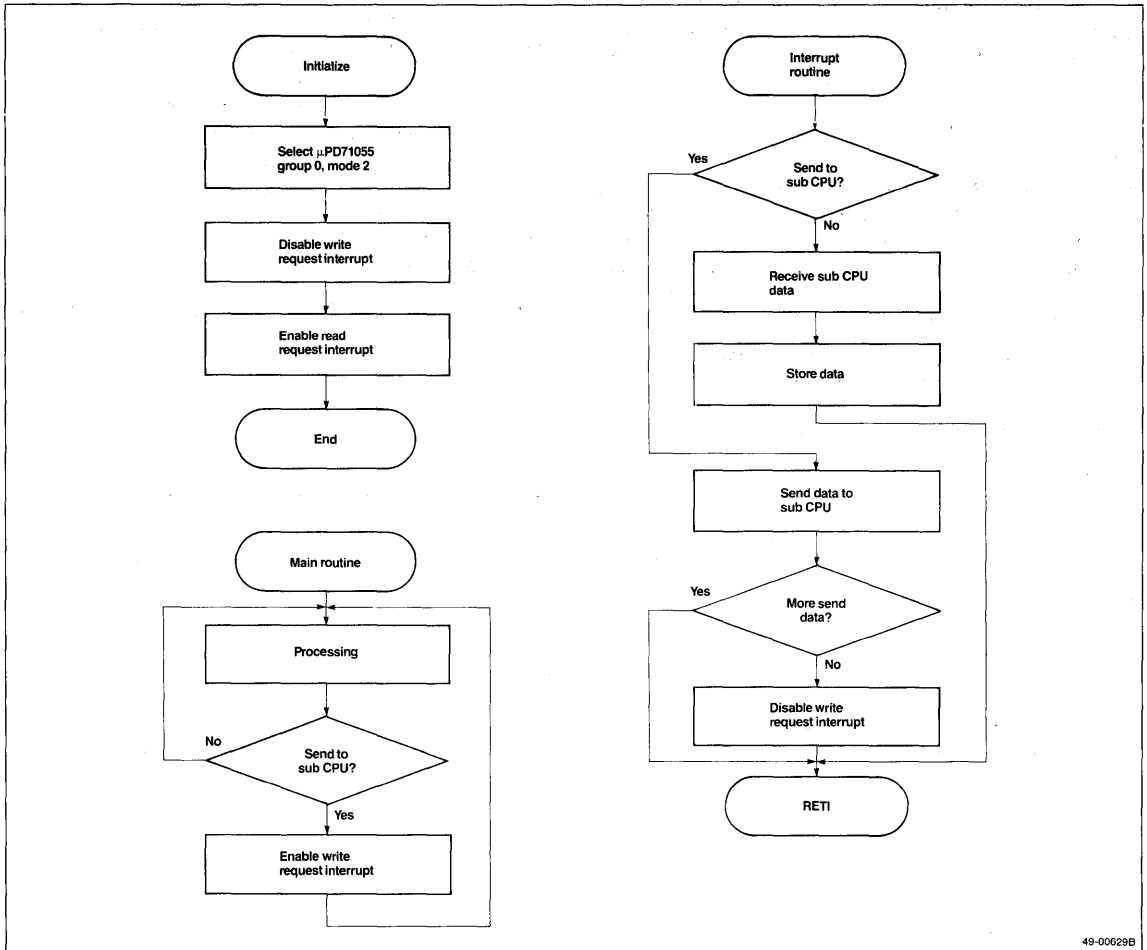 Initialize
Select μPD71055
group 0, mode 2
Disable write
request interrupt
Enable read
request interrupt
End
Main routine
Processing
No
Send to
sub CPU?
Yes
Enable write
request interrupt
Interrupt
routine
Yes
Send to
sub CPU?
No
Receive sub CPU
data
Store data
Send data to
sub CPU
Yes
More send
data?
No
Disable write
request interrupt
RETI
49-00629B